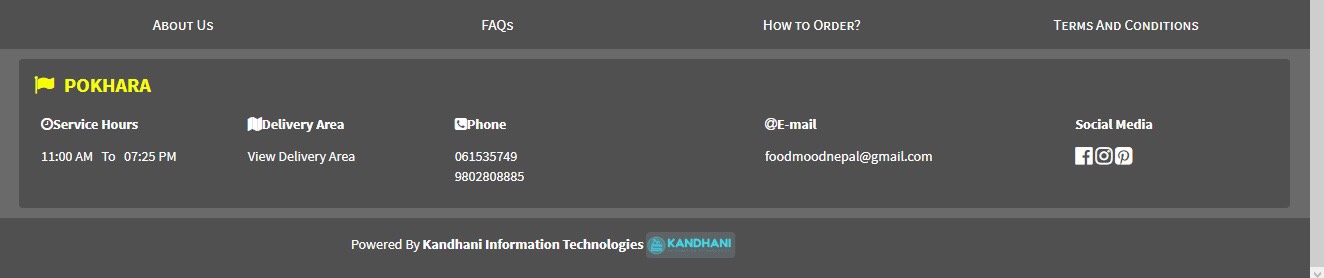 About Us FAQs How to Order? Terms And Conditions
POKHARA
Service Hours Delivery Area Phone @E-mail Social Media
11:00 AM To 07:25 PM View Delivery Area 061535749 foodmoodnepal@gmail.com
9802808885
Powered By Kandhani Information Technologies KANDHANI